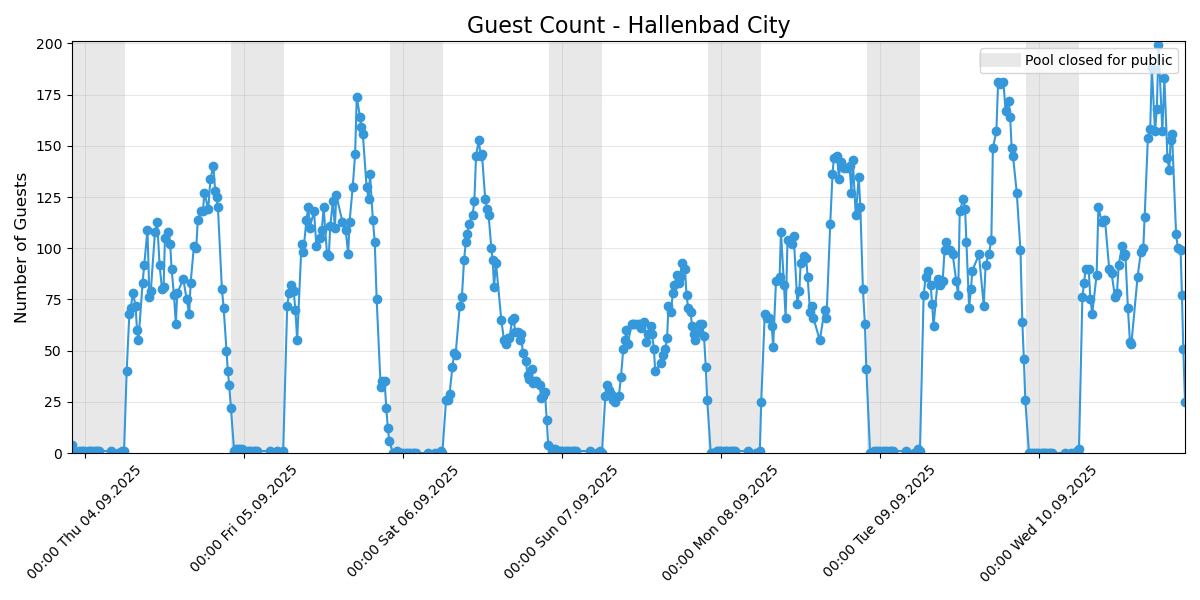 Guest Count - Hallenbad City
Number of Guests
200
175
150
125
100
75
50
25
0
Pool closed for public
00:00 Thu 04.09.2025
00:00 Fri 05.09.2025
00:00 Sat 06.09.2025
00:00 Sun 07.09.2025
00:00 Mon 08.09.2025
00:00 Tue 09.09.2025
00:00 Wed 10.09.2025